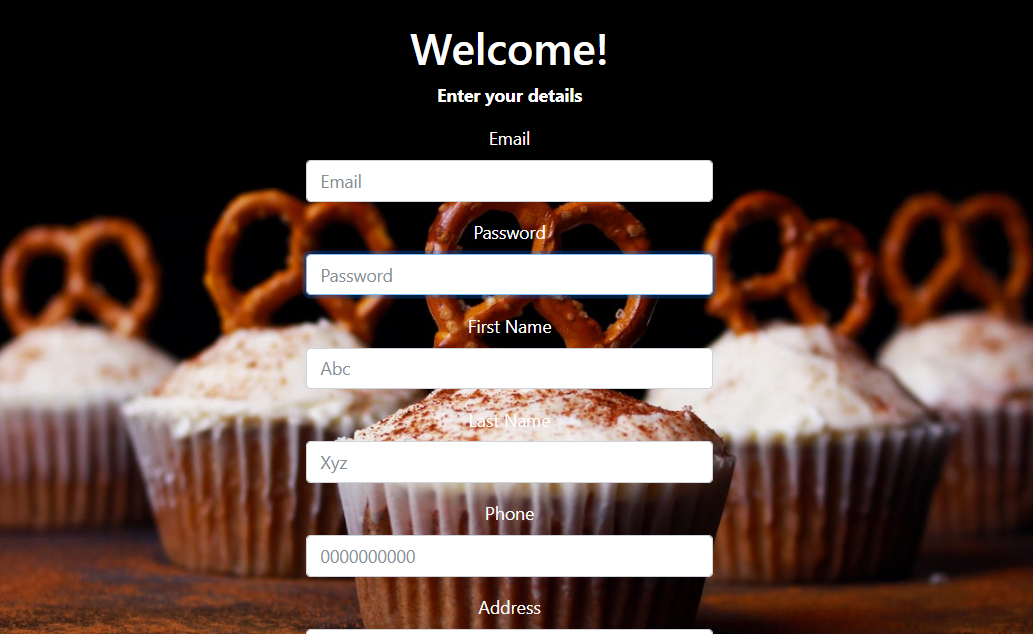 Welcome!
Enter your details
Email
Email
Password
Password
First Name
Abc
Last Name
Xyz
Phone
0000000000
Address